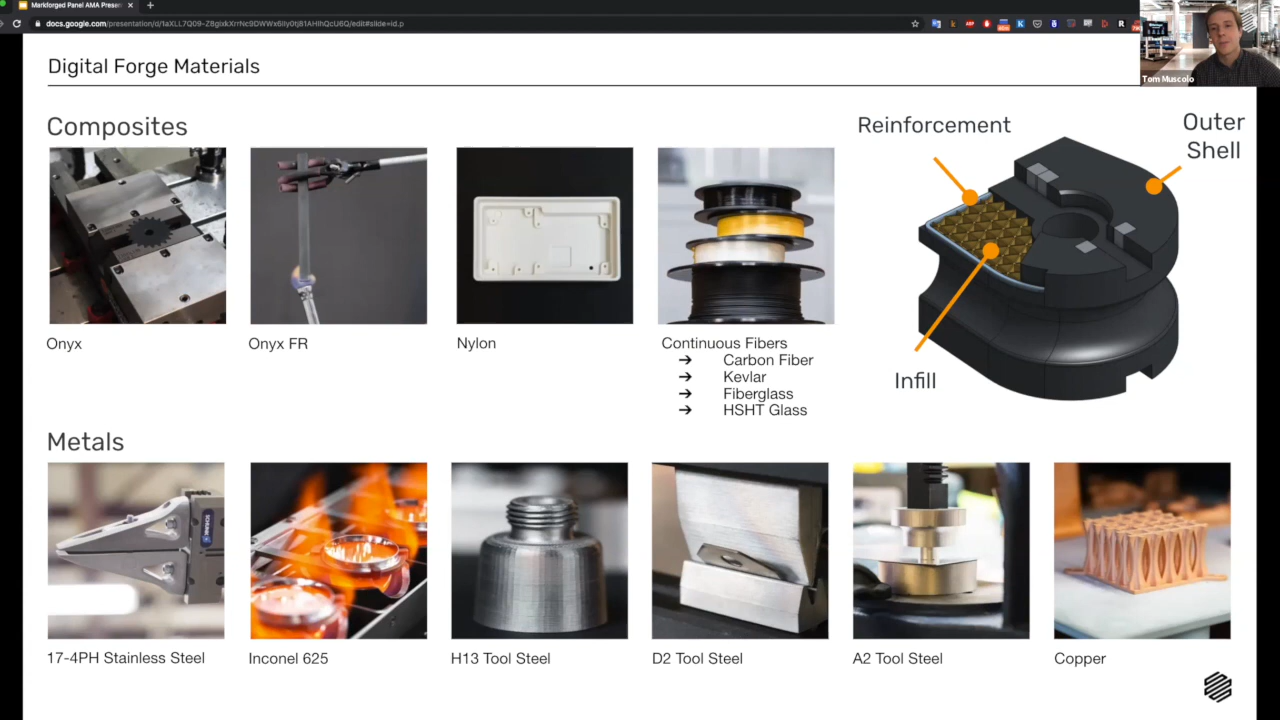 Markforged Panel AMA Presen
docs.google.com/presentation/d/1aXLL7Q09-Z8gixkXrrNc9DWWx6Ily0tj81AHlhQcU6Q/edit#slide=id.p
Tom Muscolo
Digital Forge Materials
Composites
Reinforcement
Outer
Shell
Infill
Onyx
Onyx FR
Nylon
Continuous Fibers
➔ Carbon Fiber
➔ Kevlar
➔ Fiberglass
➔ HSHT Glass
Metals
17-4PH Stainless Steel
Inconel 625
H13 Tool Steel
D2 Tool Steel
A2 Tool Steel
Copper